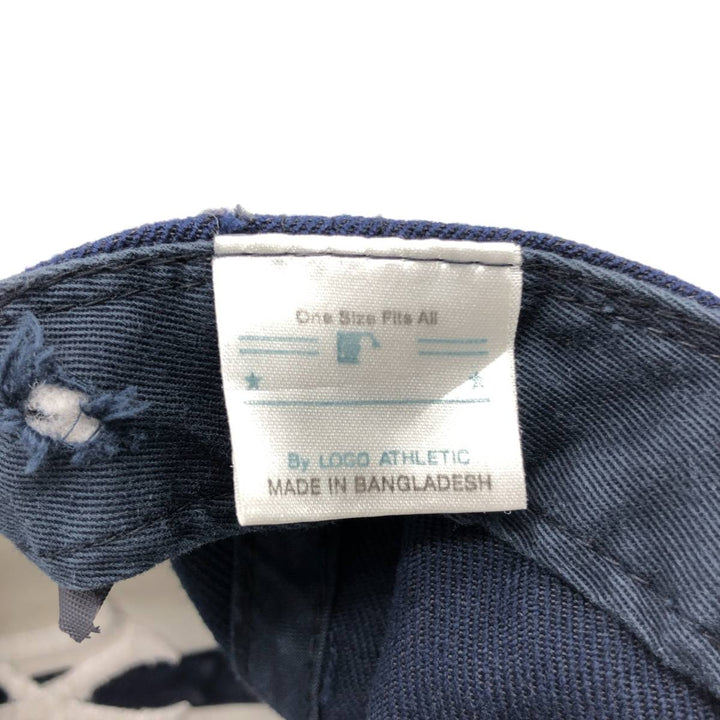 One Size Fits All
By LOGO ATHLETIC
MADE IN BANGLADESH